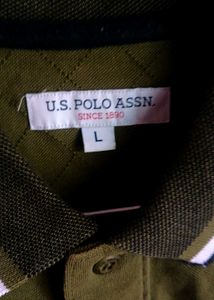 U.S. POLO ASSN.
SINCE 1890
L